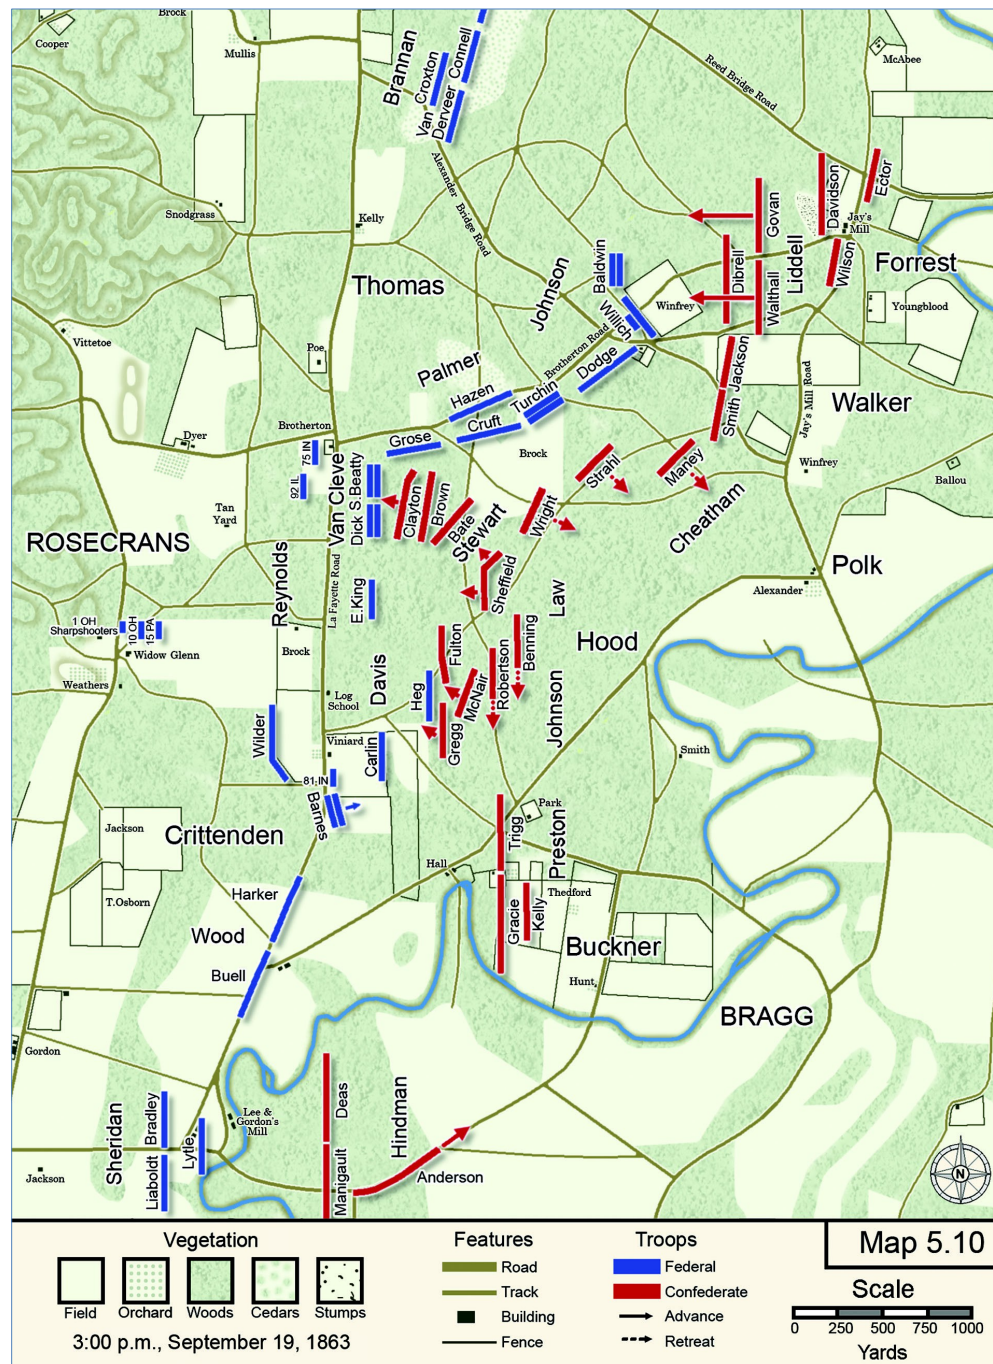 Brock
Cooper
Mullis
Brannan
Croxton
Connell
Van
Derveer
Reed Bridge Road
McAbee
Alexander Bridge Road
Snodgrass
Kelly
Govan
Davidson
Ector
Jay's
Mill
Thomas
Johnson
Baldwin
Dibrell
Liddell
Wilson
Forrest
Walthall
Winfrey
Willich
Youngblood
Vittetoe
Poe
Palmer
Brotherton Road
Dodge
Jackson
Smith
Jay's Mill Road
Walker
Hazen
Turchin
Brotherton
Dyer
75 IN
Grose
Cruft
Brock
Strahl
Maney
Winfrey
Ballou
92 IL
Van Cleve
S.Beatty
Dick
Clayton
Brown
Bate
Stewart
Wright
Cheatham
Tan
Yard
ROSECRANS
Reynolds
La Fayette Road
E.King
Sheffield
Law
Polk
Alexander
1 OH
Sharpshooters
10 OH
15 PA
Widow Glenn
Weathers
Brock
Davis
Fulton
Benning
Hood
Heg
McNair
Robertson
Johnson
Log
School
Wilder
Viniard
Carlin
Gregg
Smith
81 IN
Barnes
Crittenden
Jackson
Park
Trigg
Preston
Hall
T.Osborn
Harker
Thedford
Gracie
Kelly
Wood
Buell
Buckner
Hunt
BRAGG
Gordon
Sheridan
Bradley
Lytle
Liaboldt
Lee &
Gordon's
Mill
Deas
Hindman
Manigault
Anderson
Jackson
N
Vegetation
Field
Orchard
Woods
Cedars
Stumps
3:00 p.m., September 19, 1863
Features
Road
Track
Building
Fence
Troops
Federal
Confederate
Advance
Retreat
Map 5.10
Scale
0 250 500 750 1000
Yards